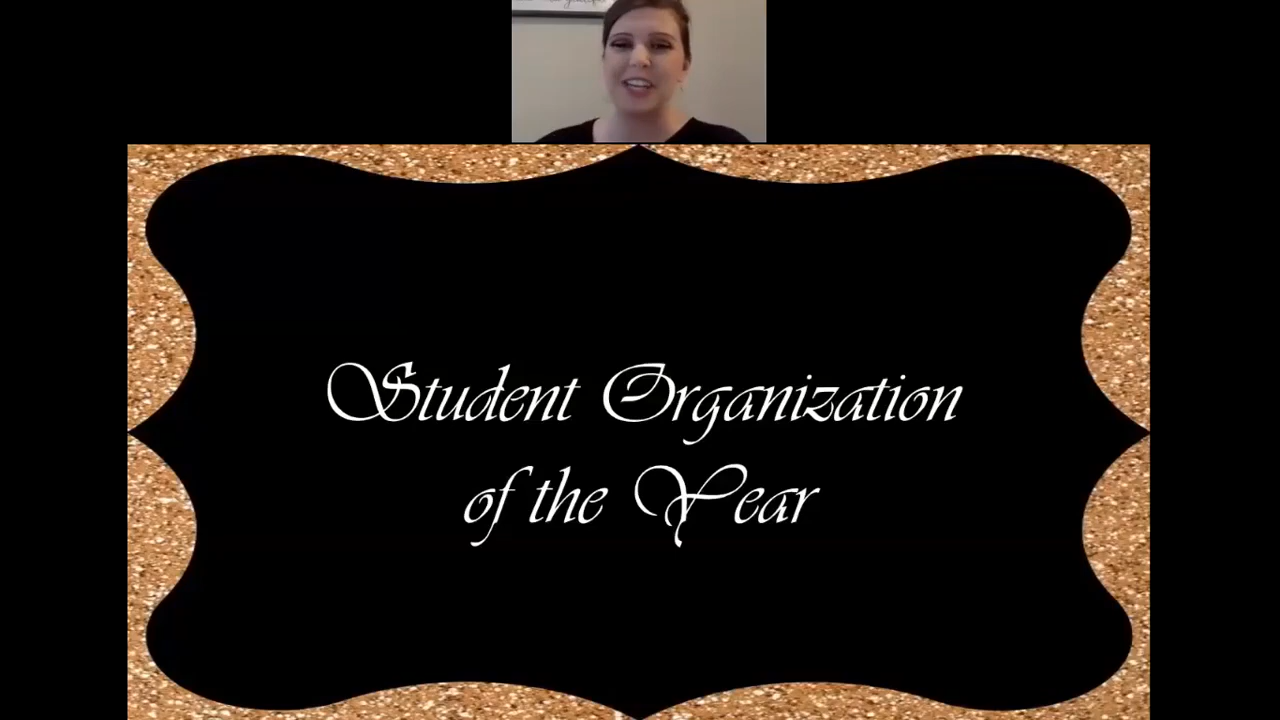 Student Organization
of the Year